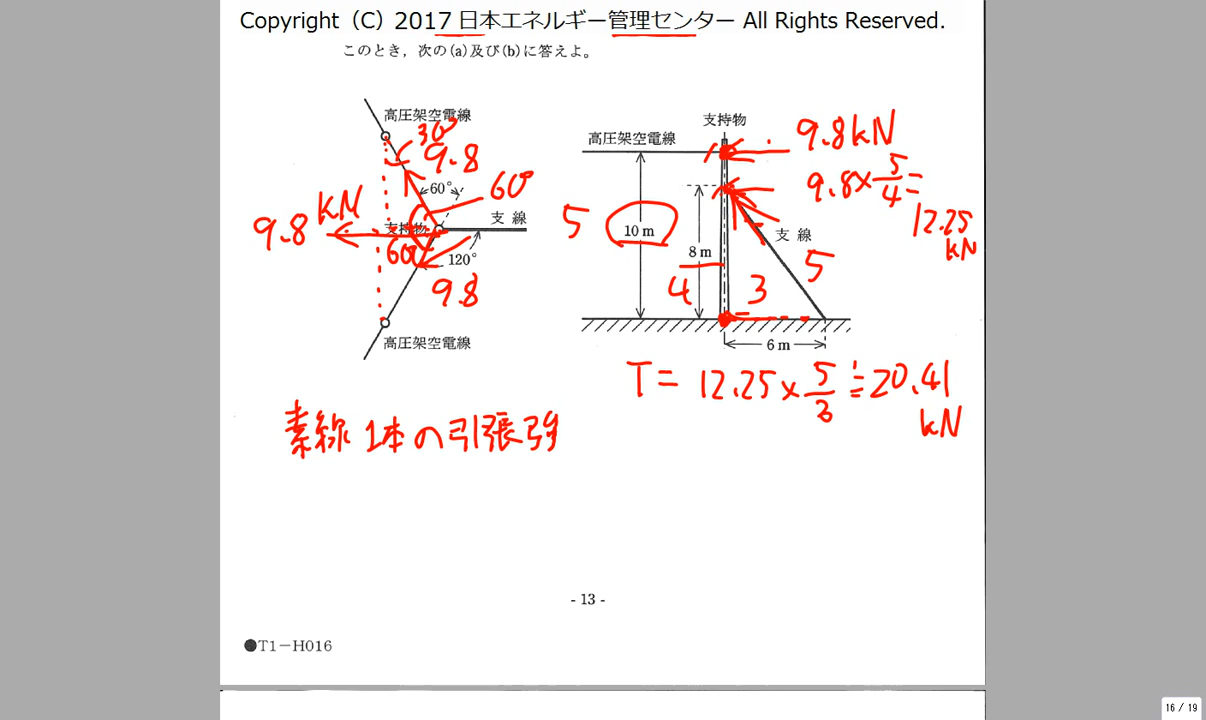 Copyright (C) 2017 日本エネルギー管理センター All Rights Reserved.
このとき，次の(a)及び(b)に答えよ。
高圧架空電線
30°
9.8
60°
60°
9.8 kN
支持物
支 線
60°
120°
9.8
高圧架空電線
支持物
高圧架空電線
9.8kN
9.8×5/4=
12.25
kN
5
10 m
8 m
支 線
5
4
3
6 m
T= 12.25×5/3≒20.41
kN
素線 1本の引張強
- 13 -
●T1－H016
16 / 19